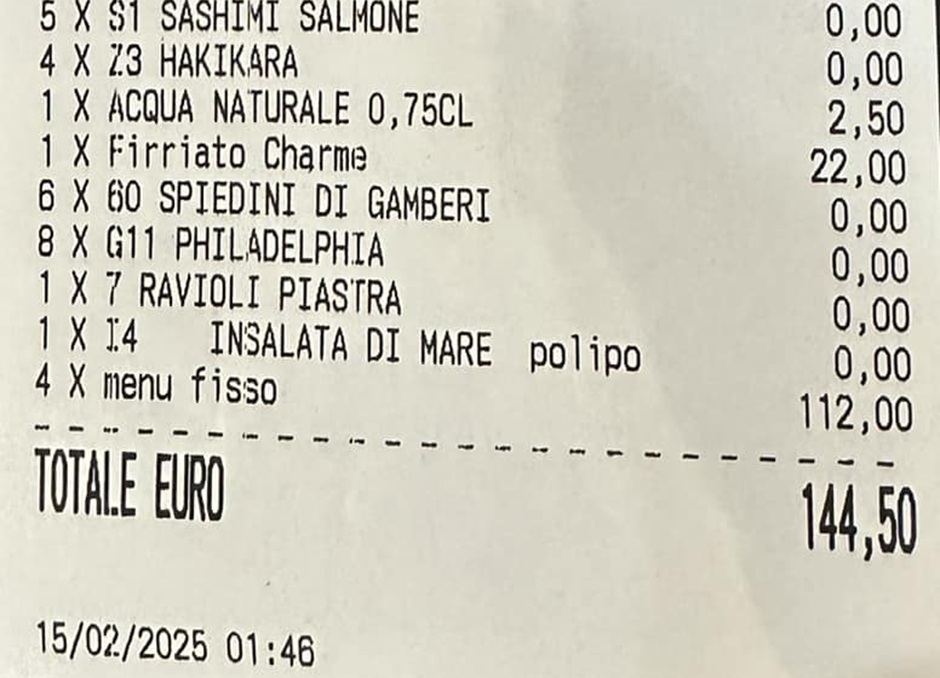 5 X S1 SASHIMI SALMONE 0,00
4 X Z3 HAKIKARA 0,00
1 X ACQUA NATURALE 0,75CL 2,50
1 X Firriato Charme 22,00
6 X 60 SPIEDINI DI GAMBERI 0,00
8 X G11 PHILADELPHIA 0,00
1 X 7 RAVIOLI PIASTRA 0,00
1 X I4 INSALATA DI MARE polipo 0,00
4 X menu fisso 112,00
TOTALE EURO 144,50
15/02/2025 01:46